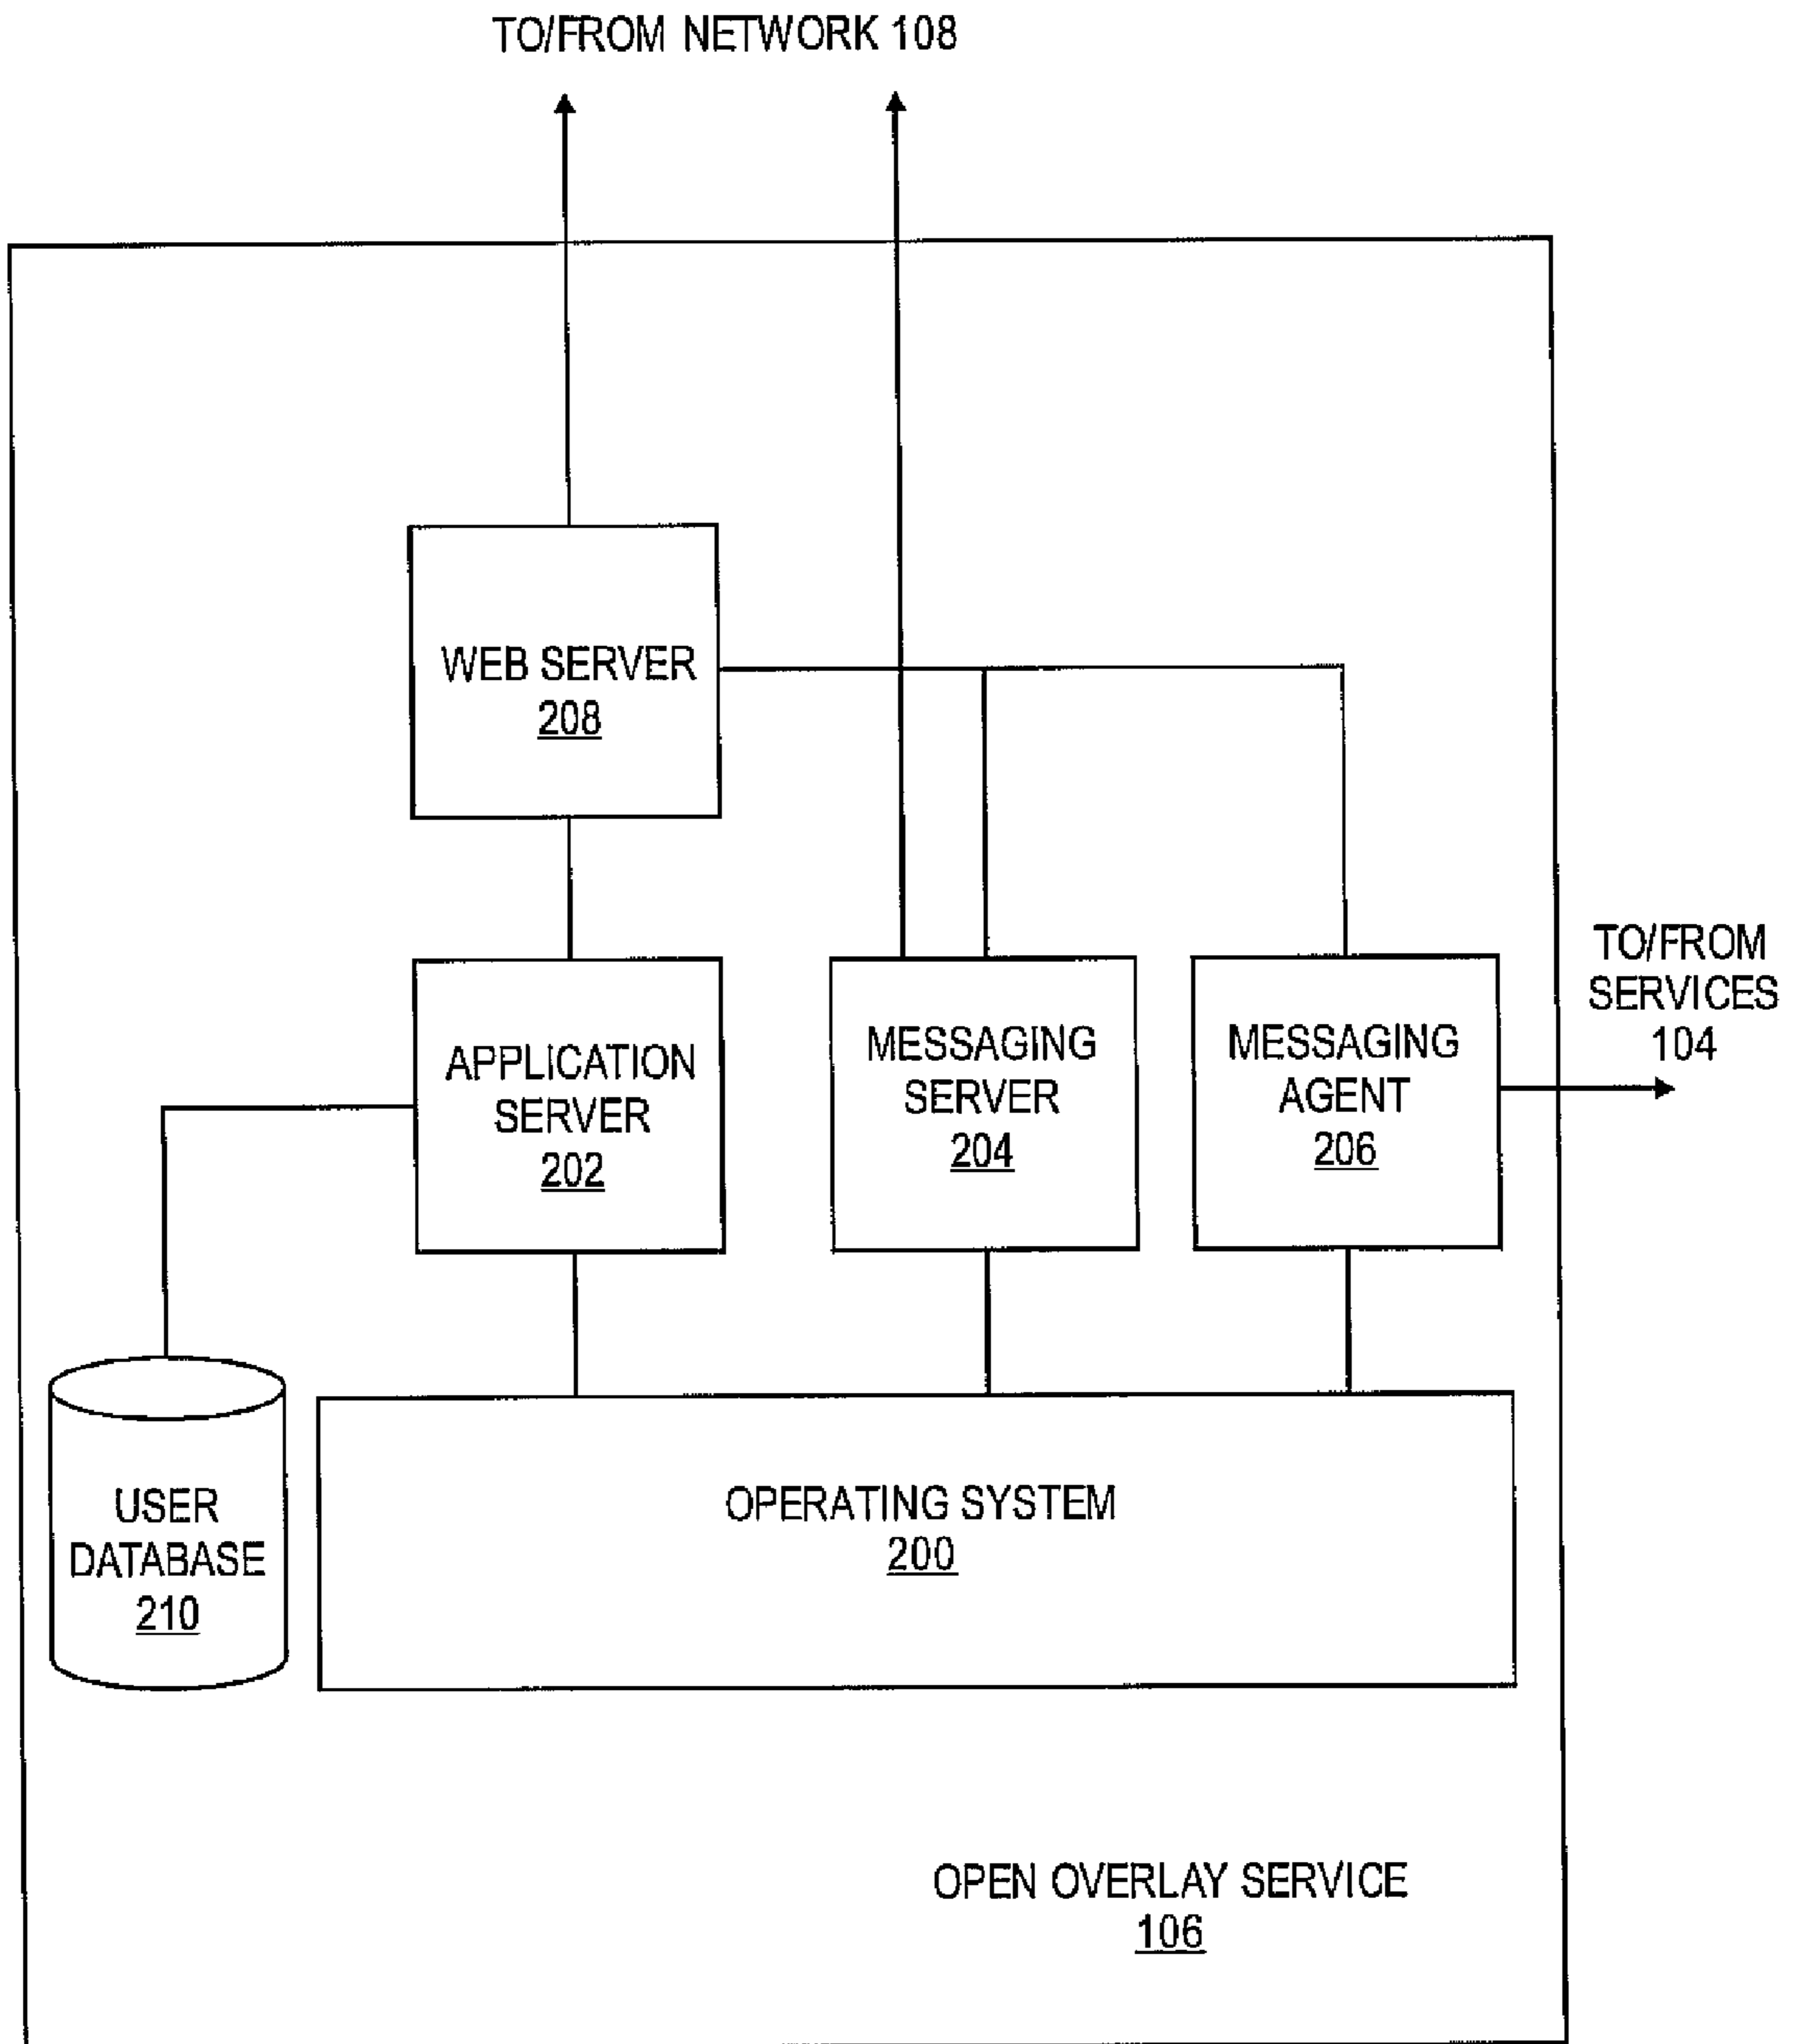 TO/FROM NETWORK 108
WEB SERVER
208
TO/FROM
SERVICES
104
APPLICATION
SERVER
202
MESSAGING
SERVER
204
MESSAGING
AGENT
206
USER
DATABASE
210
OPERATING SYSTEM
200
OPEN OVERLAY SERVICE
106